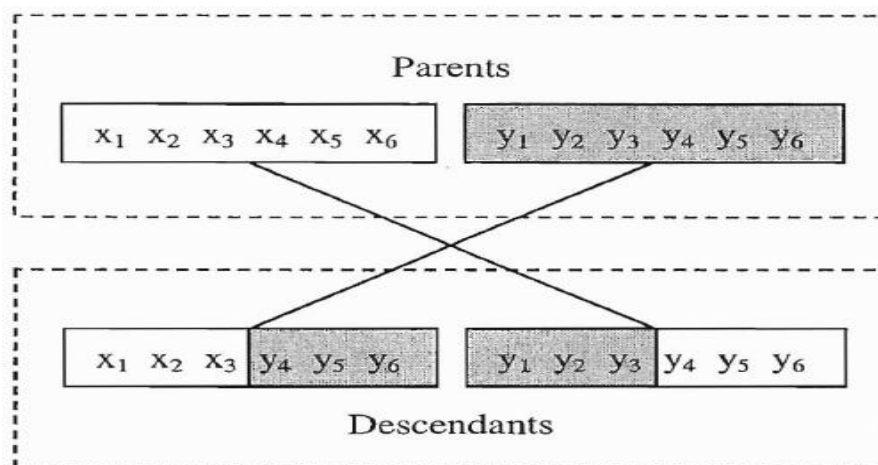 Parents
x₁ x₂ x₃ x₄ x₅ x₆ y₁ y₂ y₃ y₄ y₅ y₆
x₁ x₂ x₃ y₄ y₅ y₆ y₁ y₂ y₃ y₄ y₅ y₆
Descendants